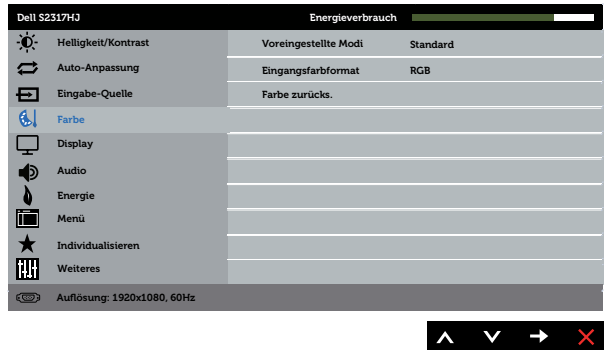 Dell S2317HJ Energieverbrauch
Helligkeit/Kontrast Voreingestellte Modi Standard
Auto-Anpassung Eingangsfarbformat RGB
Eingabe-Quelle Farbe zurücks.
Farbe
Display
Audio
Energie
Menü
Individualisieren
Weiteres
Auflösung: 1920x1080, 60Hz